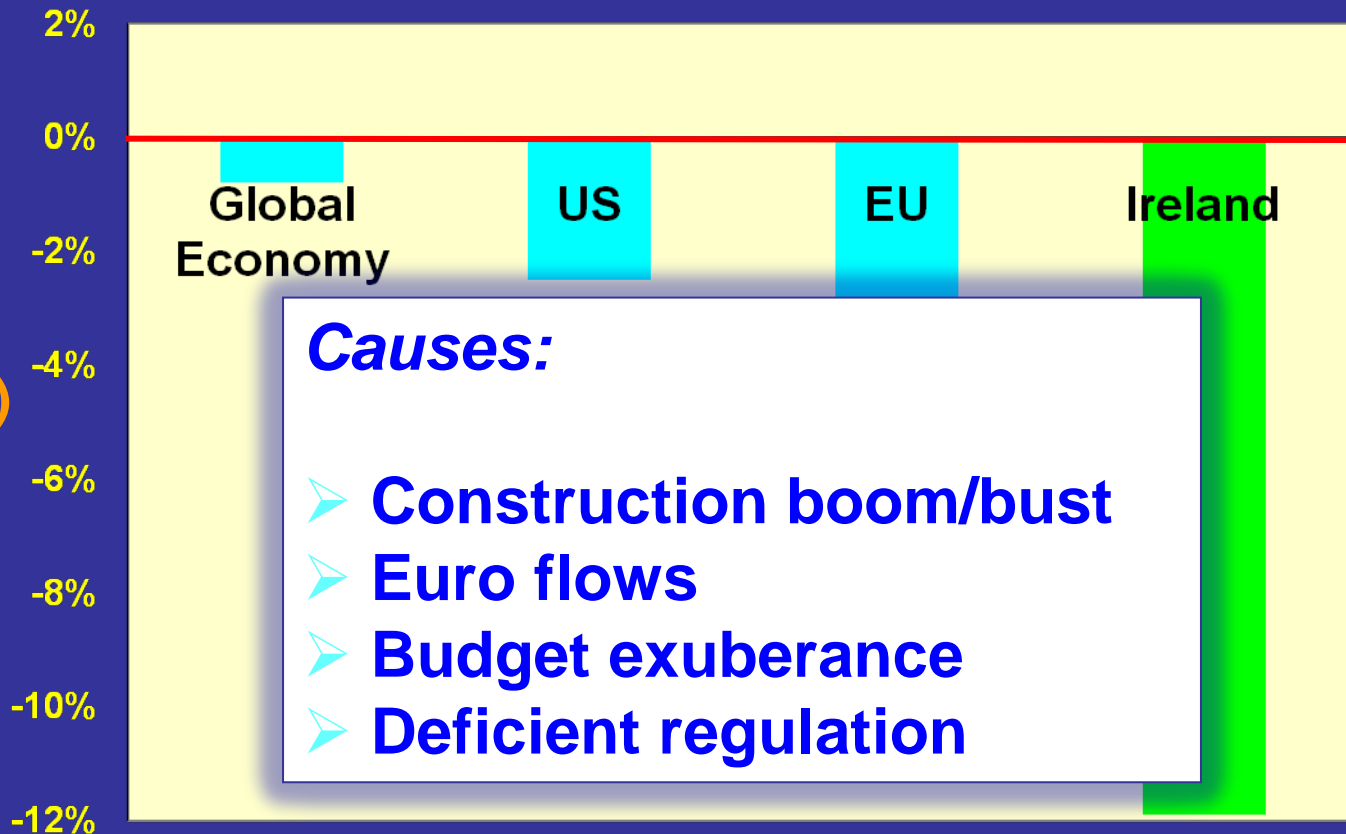 2%
0%
Global
Economy
US
EU
Ireland
-2%
-4%
-6%
-8%
-10%
-12%
Causes:
➢ Construction boom/bust
➢ Euro flows
➢ Budget exuberance
➢ Deficient regulation